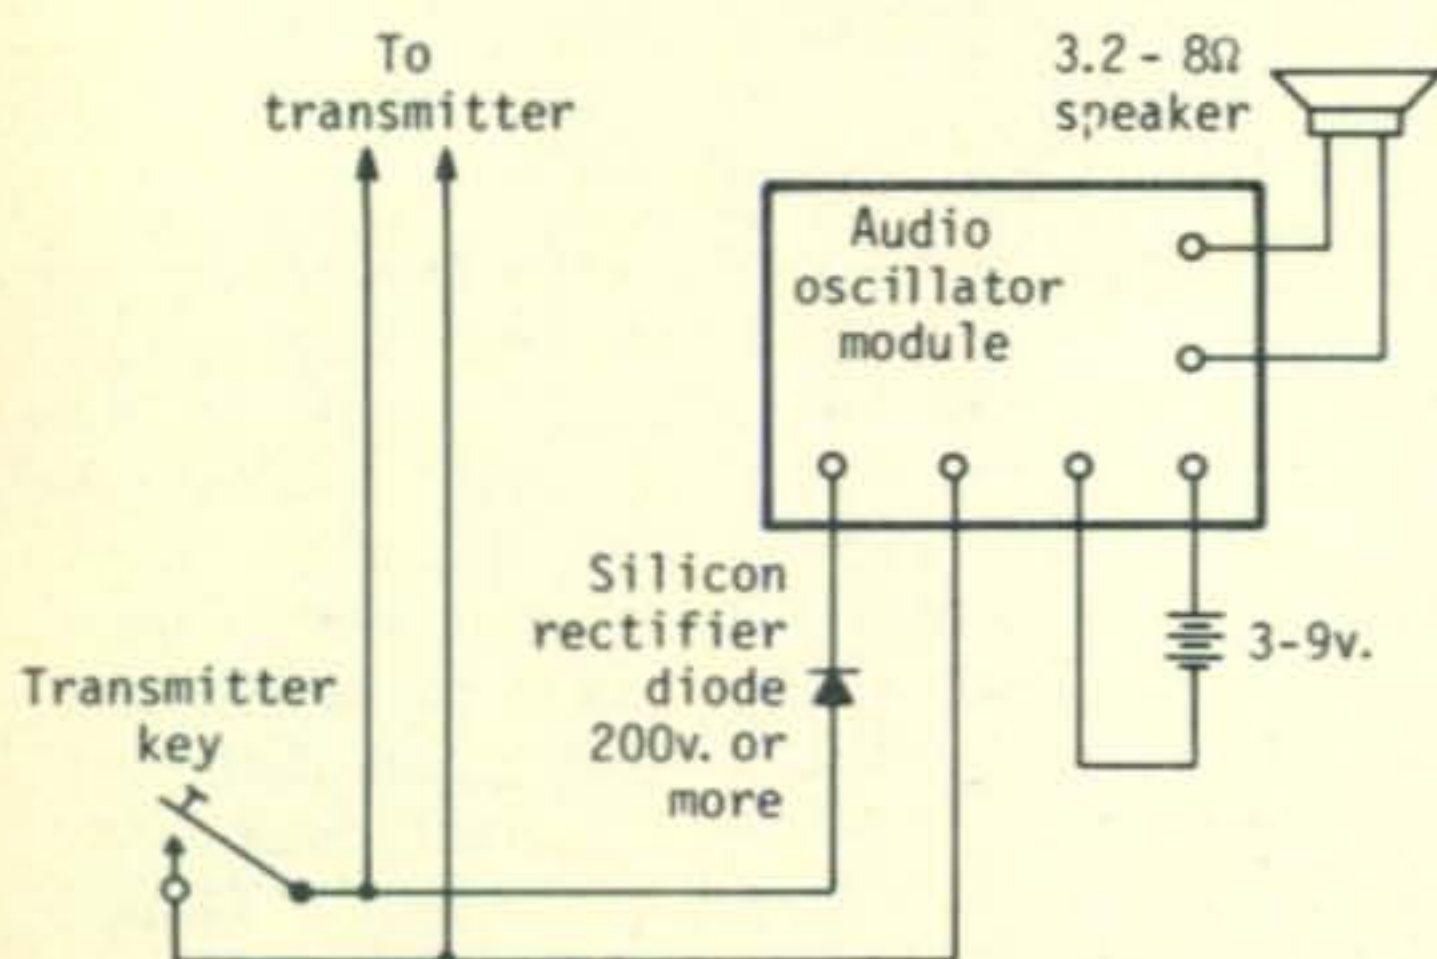 To
transmitter
3.2 - 8Ω
speaker
Audio
oscillator
module
Silicon
rectifier
diode
200v. or
more
3-9v.
Transmitter
key